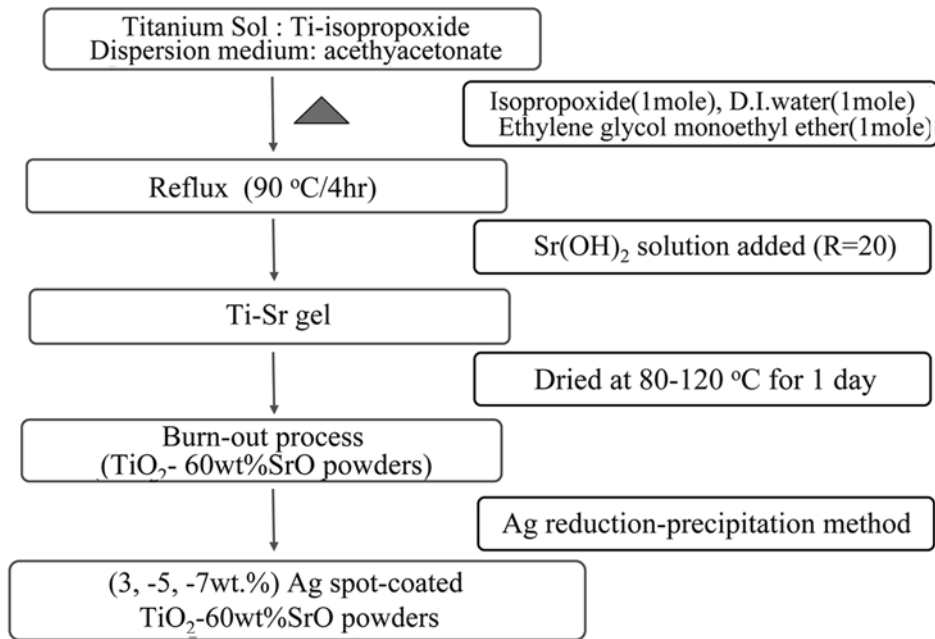 Titanium Sol : Ti-isopropoxide
Dispersion medium: acethyacetonate
Isopropoxide(1mole), D.I.water(1mole)
Ethylene glycol monoethyl ether(1mole)
Reflux (90 °C/4hr)
Sr(OH)₂ solution added (R=20)
Ti-Sr gel
Dried at 80-120 °C for 1 day
Burn-out process
(TiO₂- 60wt%SrO powders)
Ag reduction-precipitation method
(3, -5, -7wt.%) Ag spot-coated
TiO₂-60wt%SrO powders